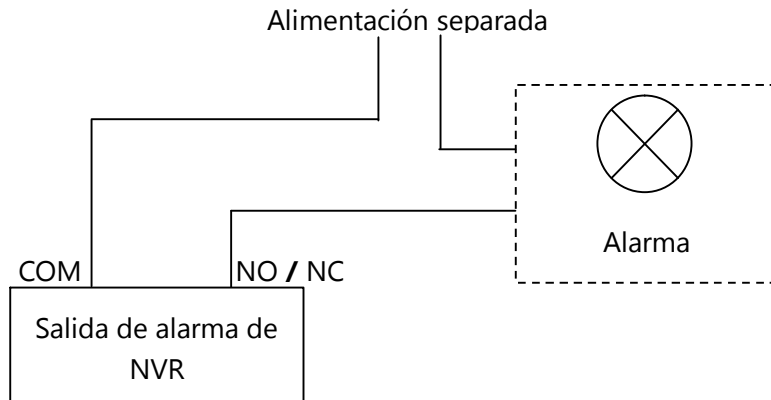 Alimentación separada
Alarma
COM
NO / NC
Salida de alarma de
NVR